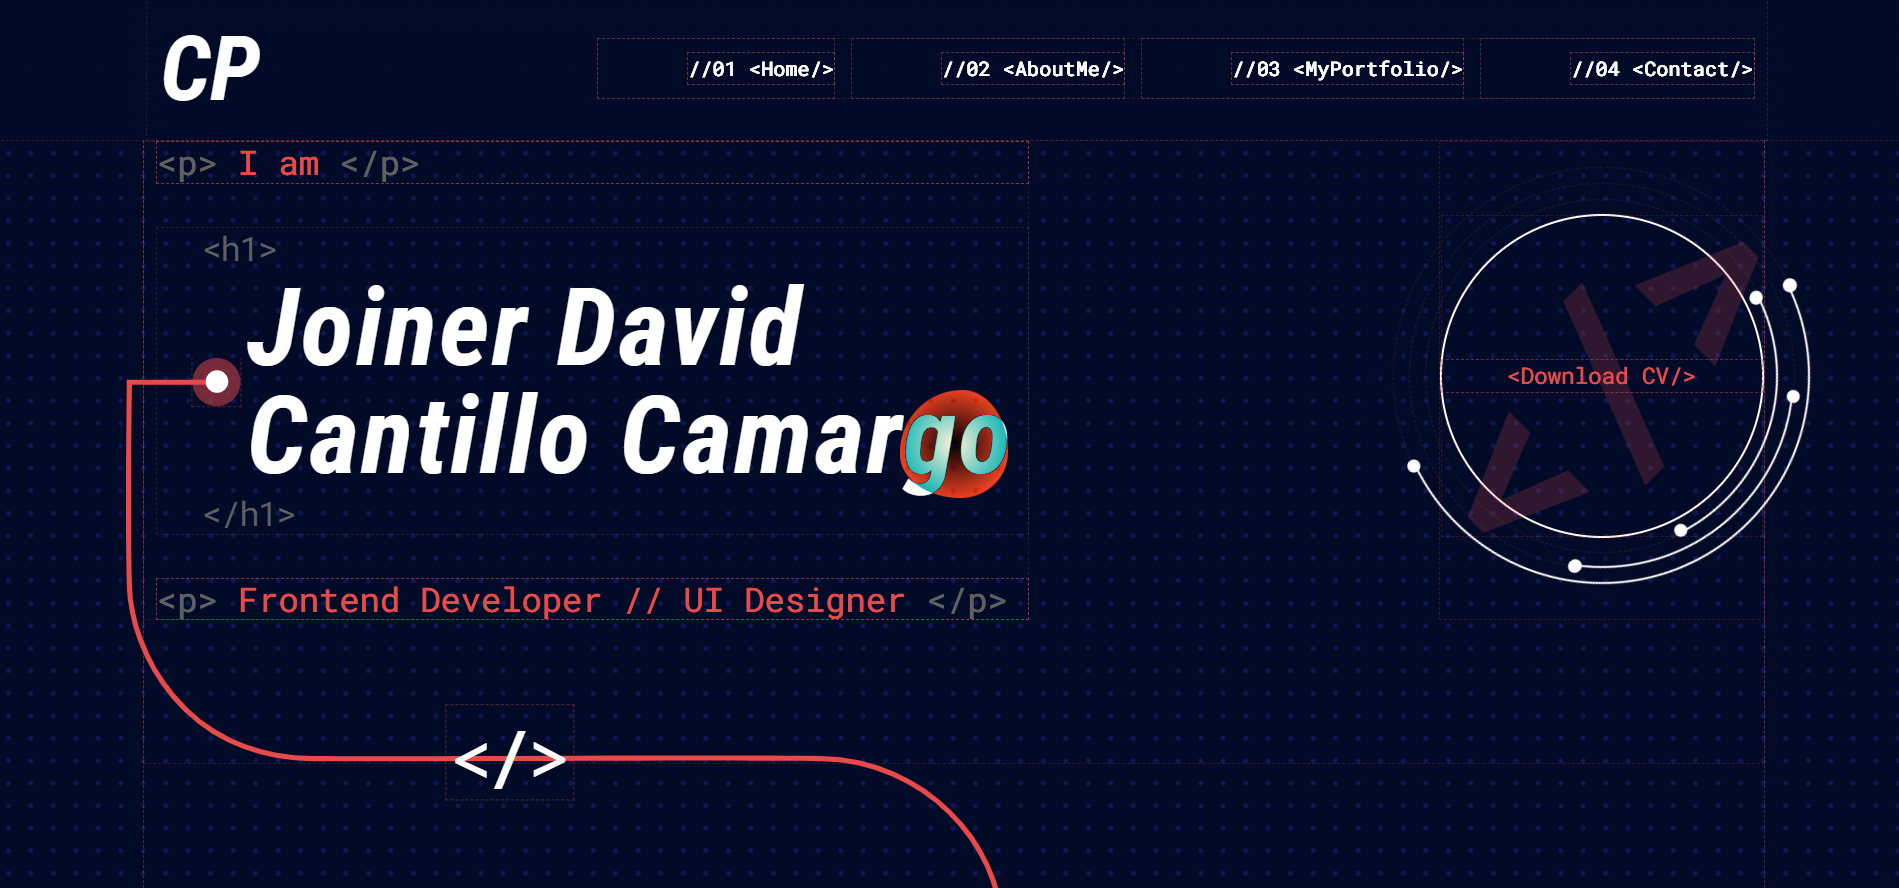 CP
//01 <Home/> //02 <AboutMe/> //03 <MyPortfolio/> //04 <Contact/>
<p> I am </p>
<h1>
Joiner David
Cantillo Camargo
</h1>
<p> Frontend Developer // UI Designer </p>
</>
</>
<Download CV/>